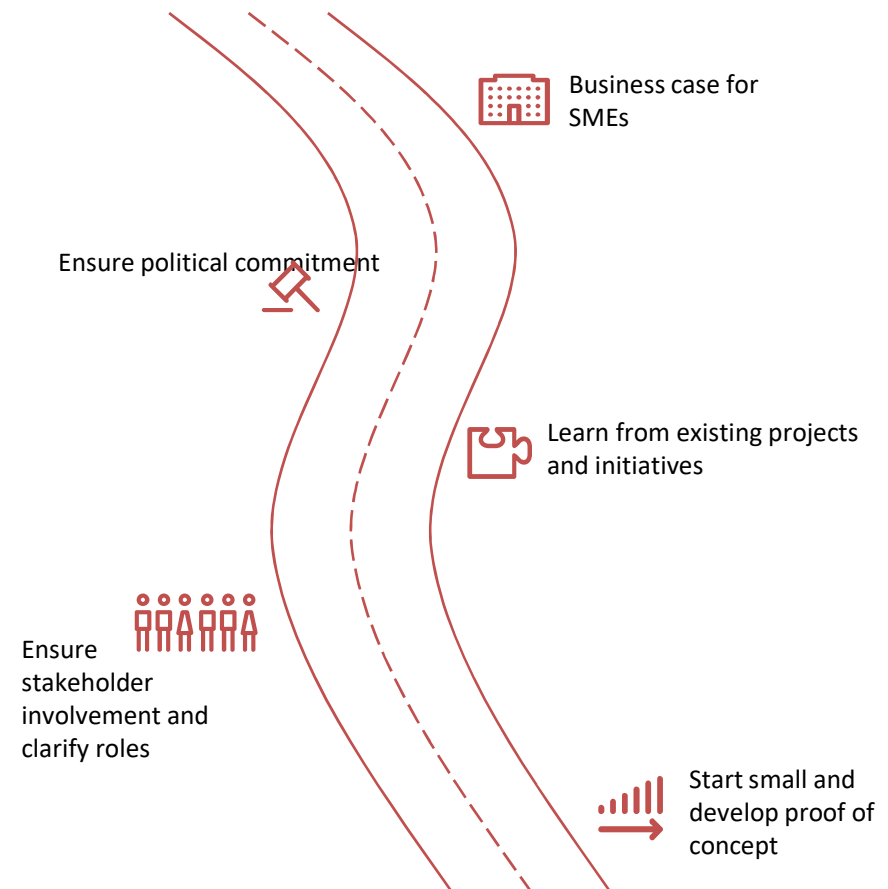 Business case for
SMEs
Ensure political commitment
Learn from existing projects
and initiatives
Ensure
stakeholder
involvement and
clarify roles
Start small and
develop proof of
concept